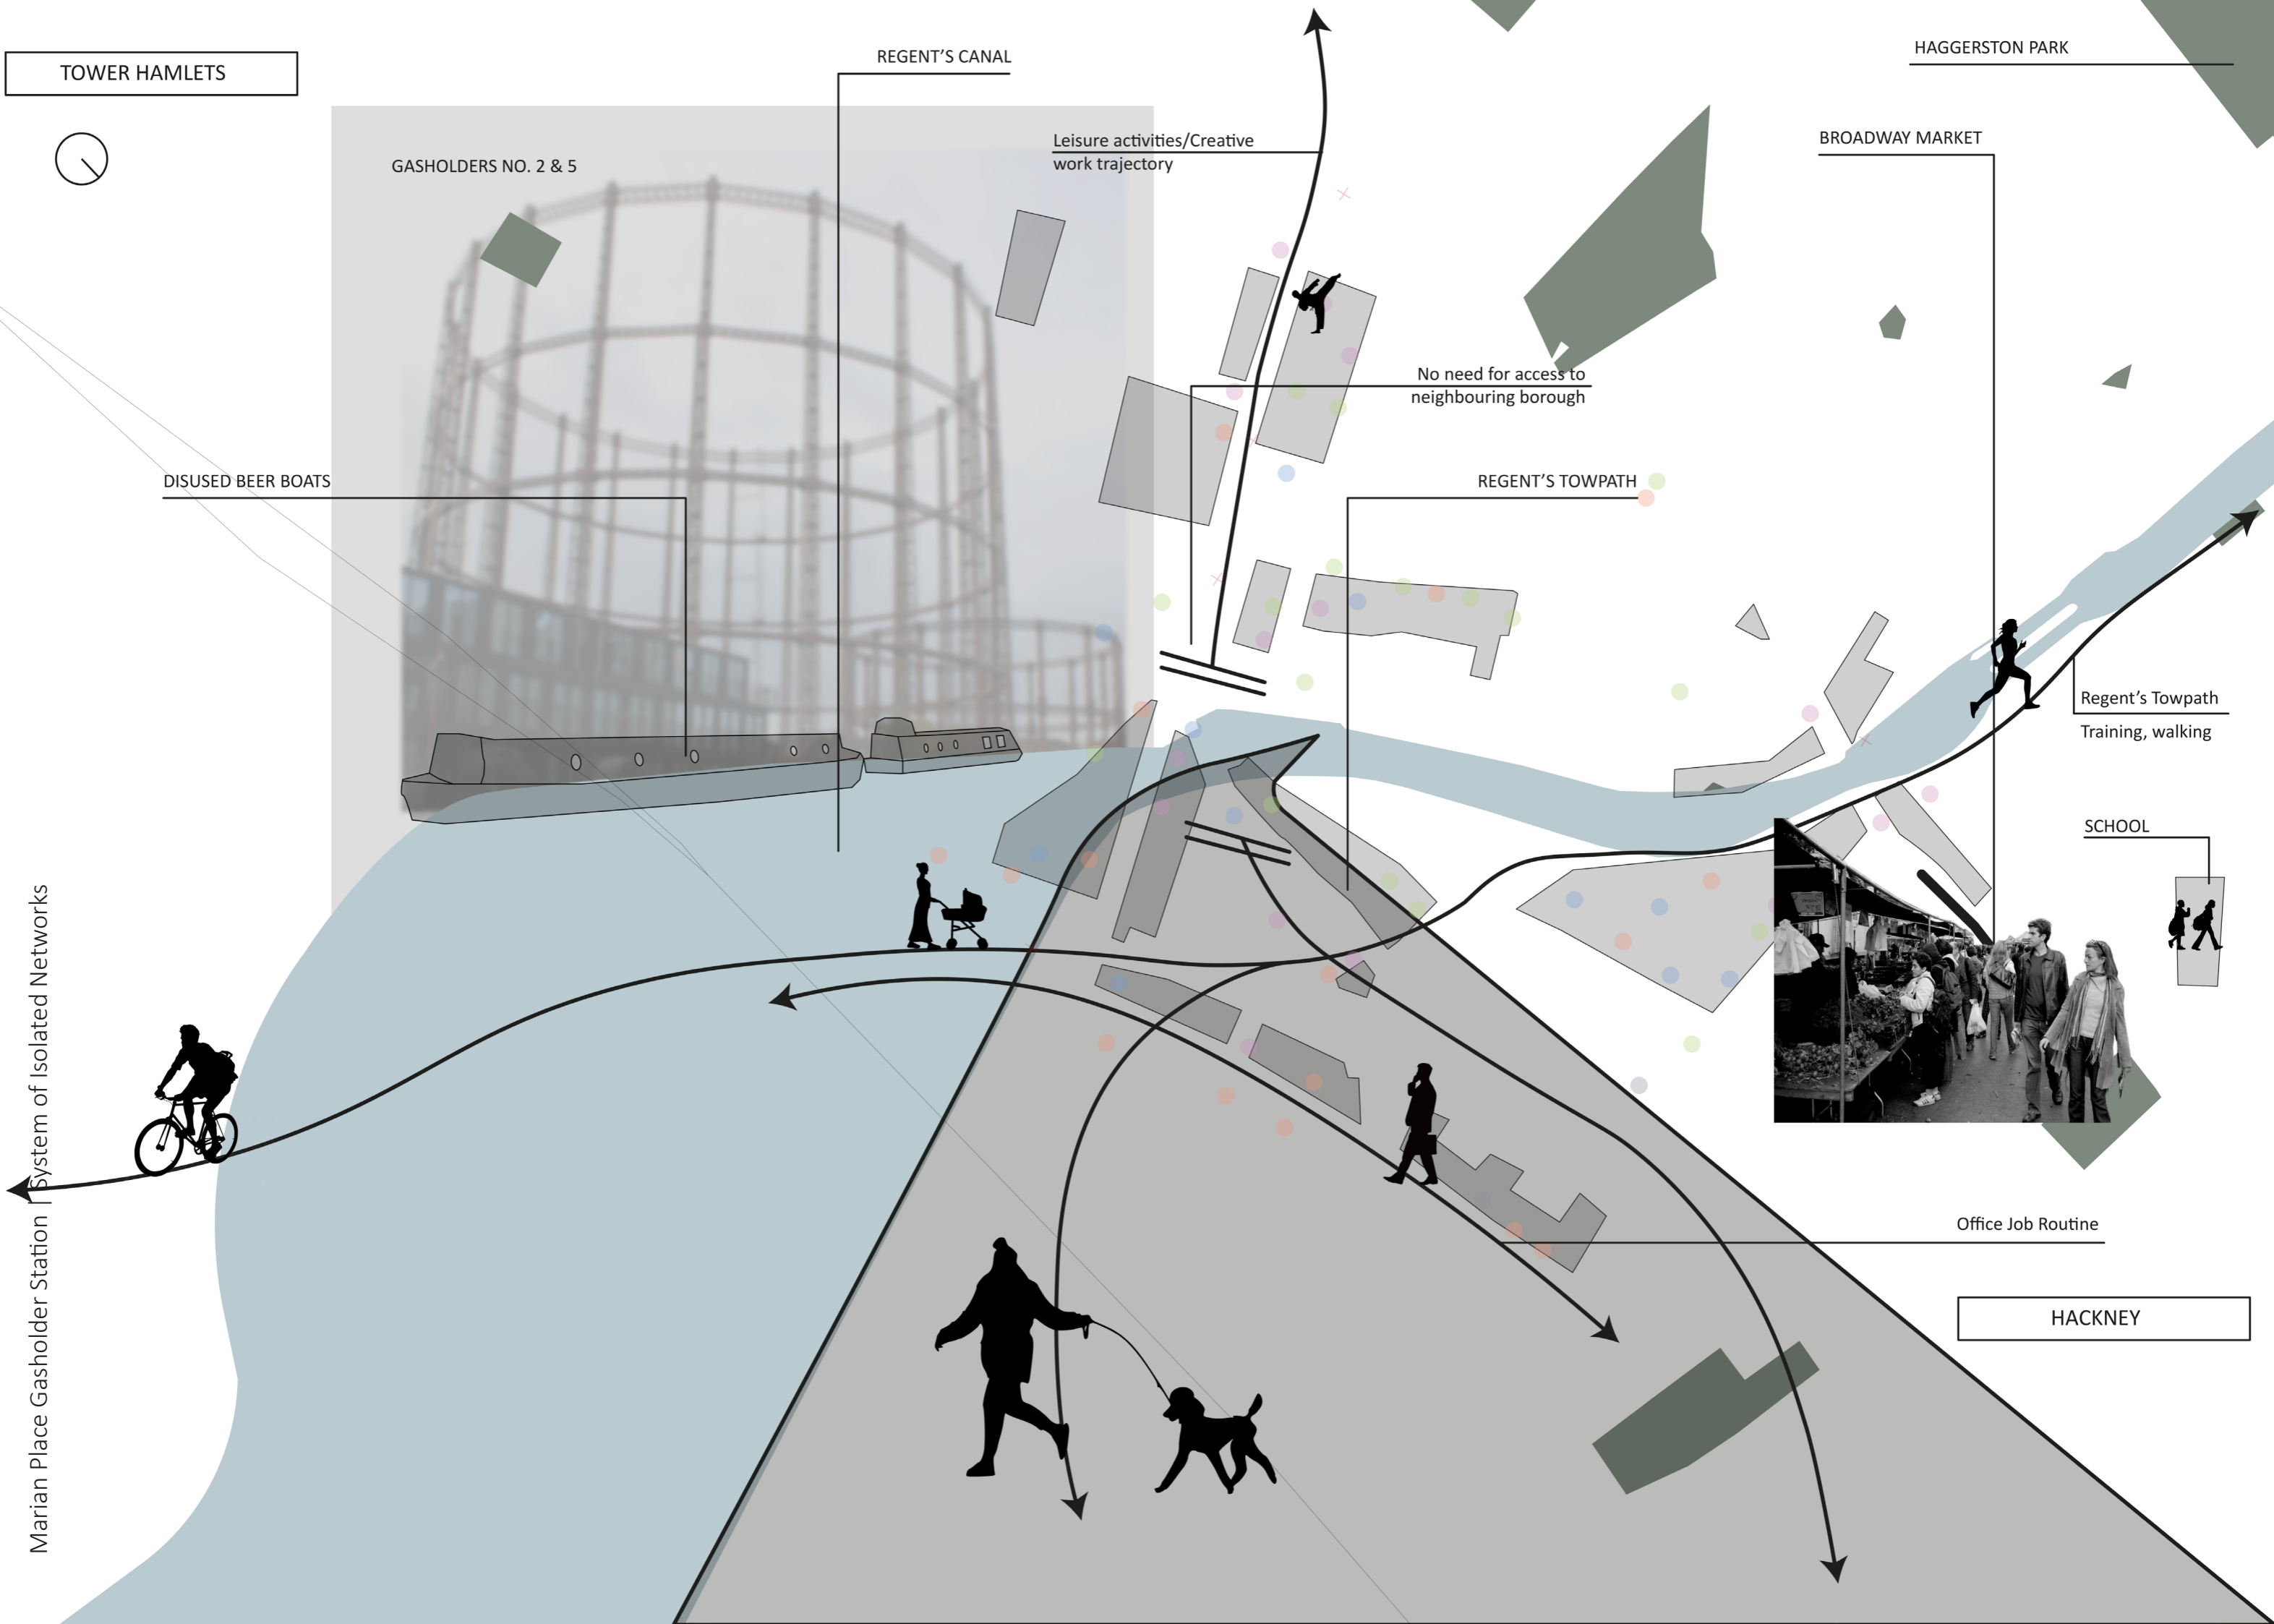 TOWER HAMLETS
REGENT'S CANAL
HAGGERSTON PARK
BROADWAY MARKET
Leisure activities/Creative
work trajectory
GASHOLDERS NO. 2 & 5
No need for access to
neighbouring borough
DISUSED BEER BOATS
REGENT'S TOWPATH
Regent's Towpath
Training, walking
SCHOOL
Office Job Routine
HACKNEY
Marian Place Gasholder Station | System of Isolated Networks